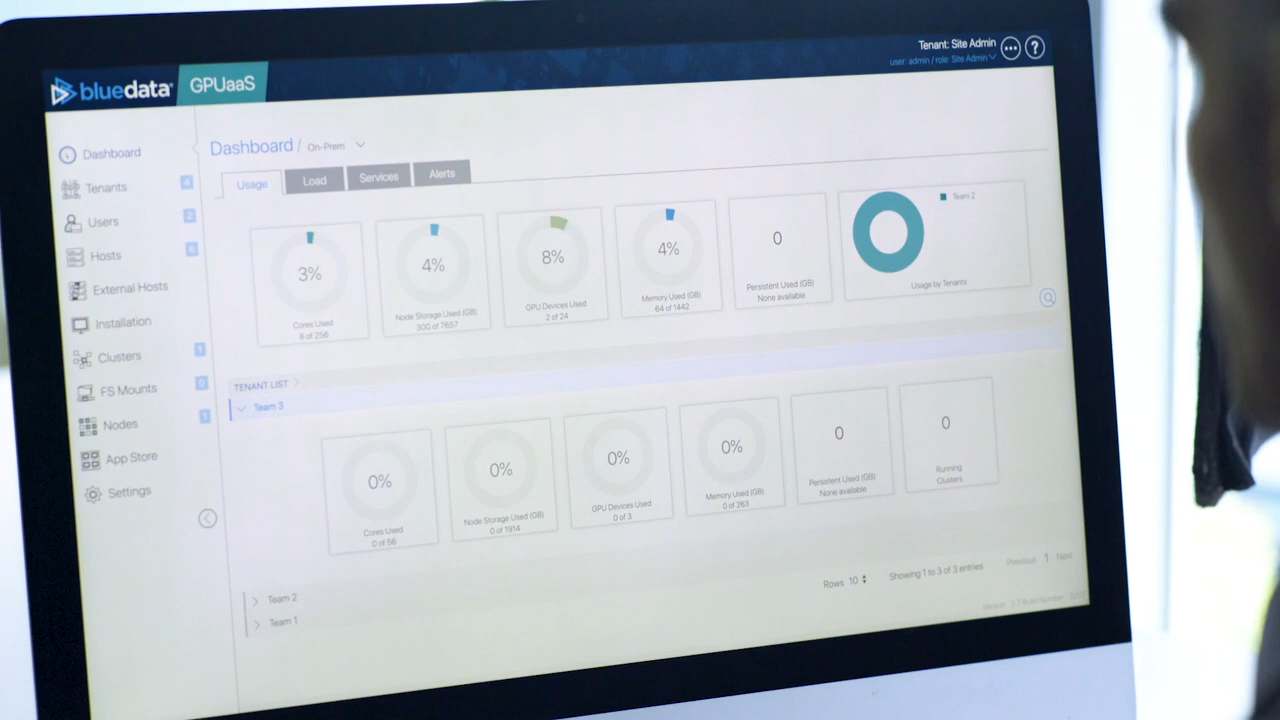 bluedata GPUaaS
Tenant: Site Admin
user: admin / role: Site Admin
?
Dashboard
Tenants 4
Users 2
Hosts
External Hosts
Installation
Clusters 1
FS Mounts 0
Nodes 1
App Store
Settings
Dashboard / On-Prem
Usage Load Services Alerts
3%
Cores Used
8 of 256
4%
Node Storage Used (GB)
300 of 7657
8%
GPU Devices Used
2 of 24
4%
Memory Used (GB)
64 of 1442
0
Persistent Used (GB)
None available
Team 2
Usage by Tenants
TENANT LIST
Team 3
0%
Cores Used
0 of 56
0%
Node Storage Used (GB)
0 of 1914
0%
GPU Devices Used
0 of 3
0%
Memory Used (GB)
0 of 263
0
Persistent Used (GB)
None available
0
Running
Clusters
Team 2
Team 1
Rows 10 Showing 1 to 3 of 3 entries Previous 1 Next
Version: 3.7 Build Number: